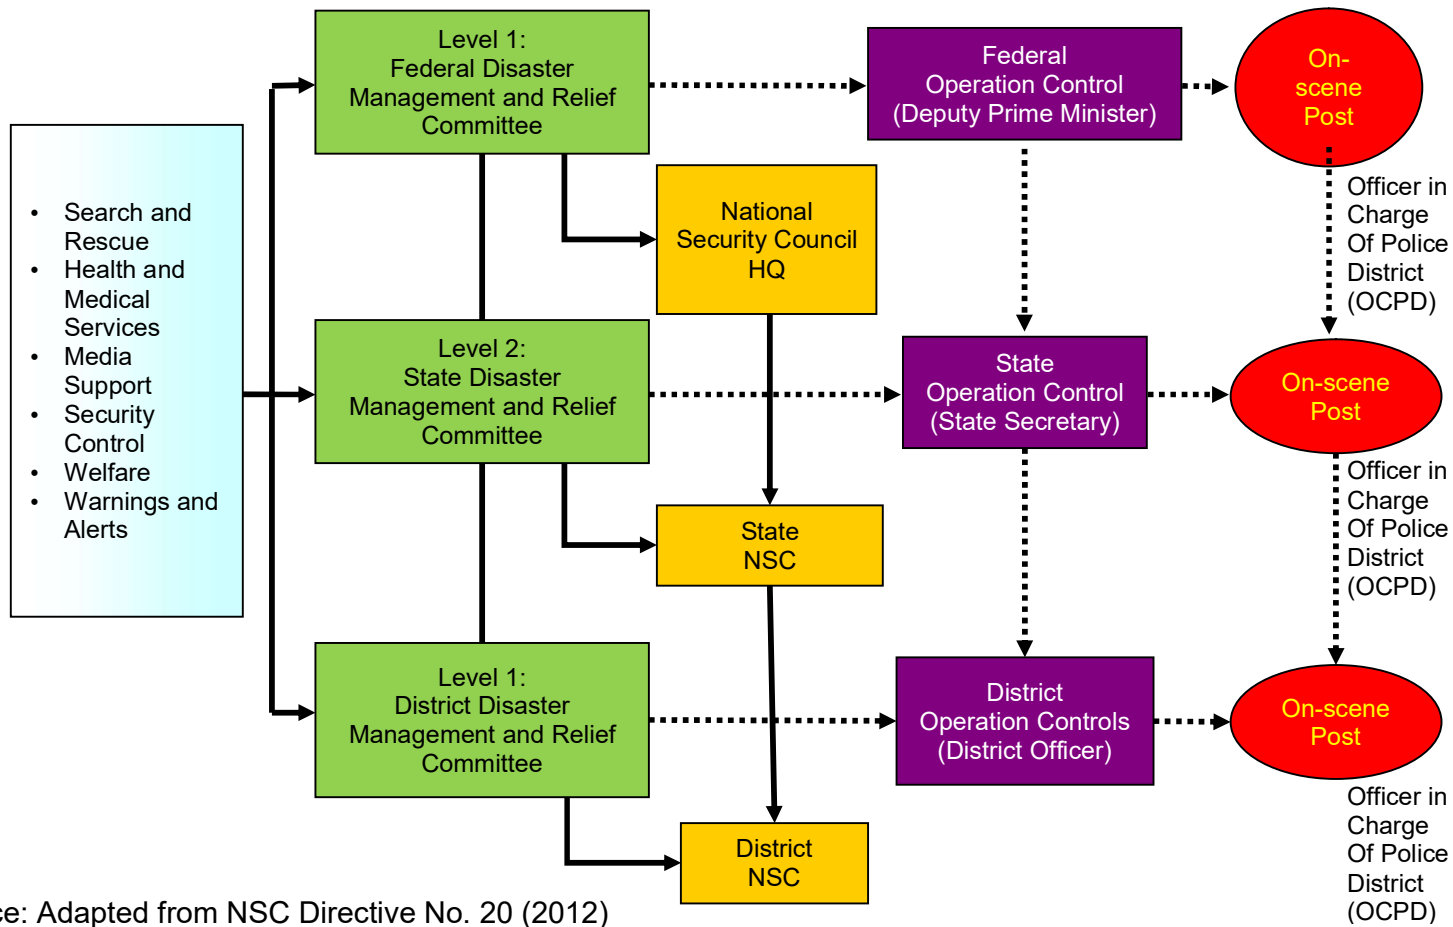 • Search and
Rescue
• Health and
Medical
Services
• Media
Support
• Security
Control
• Welfare
• Warnings and
Alerts
Level 1:
Federal Disaster
Management and Relief
Committee
Federal
Operation Control
(Deputy Prime Minister)
On-
scene
Post
Officer in
Charge
Of Police
District
(OCPD)
National
Security Council
HQ
Level 2:
State Disaster
Management and Relief
Committee
State
Operation Control
(State Secretary)
On-scene
Post
Officer in
Charge
Of Police
District
(OCPD)
State
NSC
Level 1:
District Disaster
Management and Relief
Committee
District
Operation Controls
(District Officer)
On-scene
Post
Officer in
Charge
Of Police
District
(OCPD)
District
NSC
ce: Adapted from NSC Directive No. 20 (2012)